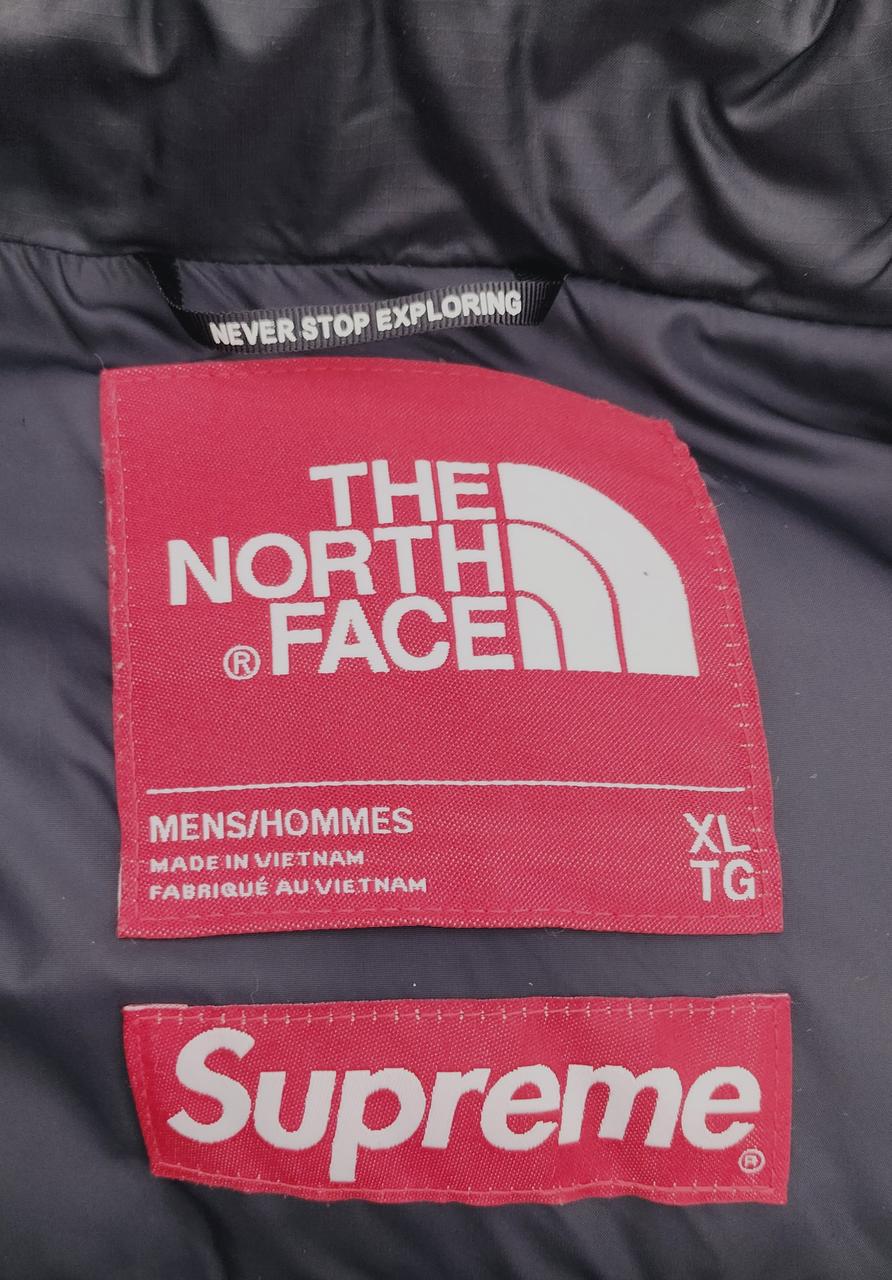 NEVER STOP EXPLORING
THE
NORTH
® FACE
MENS/HOMMES
XL
MADE IN VIETNAM
TG
FABRIQUÉ AU VIETNAM
Supreme ®